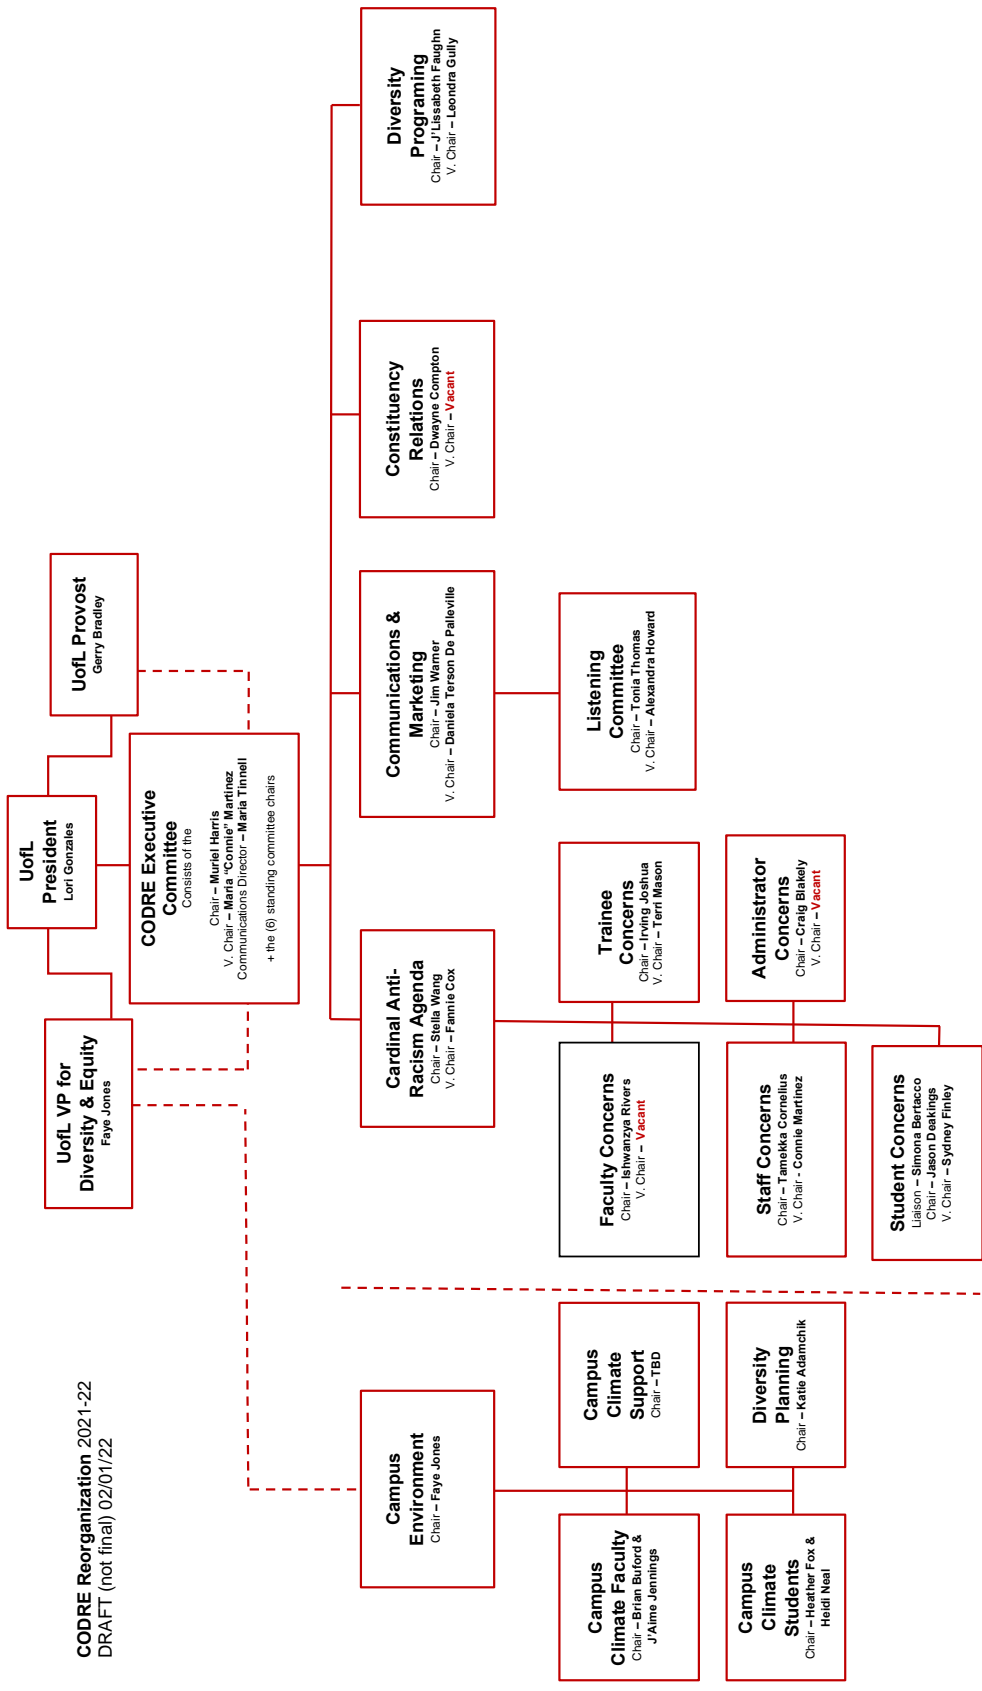 CODRE Reorganization 2021-22
DRAFT (not final) 02/01/22
UofL
President
Lori Gonzales
UofL VP for
Diversity & Equity
Faye Jones
UofL Provost
Gerry Bradley
CODRE Executive
Committee
Consists of the
Chair – Muriel Harris
V. Chair – Maria “Connie” Martinez
Communications Director – Maria Tinnell
+ the (6) standing committee chairs
Campus
Environment
Chair – Faye Jones
Cardinal Anti-
Racism Agenda
Chair – Stella Wang
V. Chair – Fannie Cox
Communications &
Marketing
Chair – Jim Warner
V. Chair – Daniela Terson De Palleville
Constituency
Relations
Chair – Dwayne Compton
V. Chair – Vacant
Diversity
Programing
Chair – J’Lissabeth Faughn
V. Chair – Leondra Gully
Campus
Climate Faculty
Chair – Brian Buford &
J’Aime Jennings
Campus
Climate
Support
Chair – TBD
Faculty Concerns
Chair – Ishwanzya Rivers
V. Chair – Vacant
Trainee
Concerns
Chair – Irving Joshua
V. Chair – Terri Mason
Listening
Committee
Chair – Tonia Thomas
V. Chair – Alexandra Howard
Campus
Climate
Students
Chair – Heather Fox &
Heidi Neal
Diversity
Planning
Chair – Katie Adamchik
Staff Concerns
Chair – Tamekka Cornelius
V. Chair - Connie Martinez
Administrator
Concerns
Chair – Craig Blakely
V. Chair – Vacant
Student Concerns
Liaison – Simona Bertacco
Chair – Jason Deakings
V. Chair – Sydney Finley